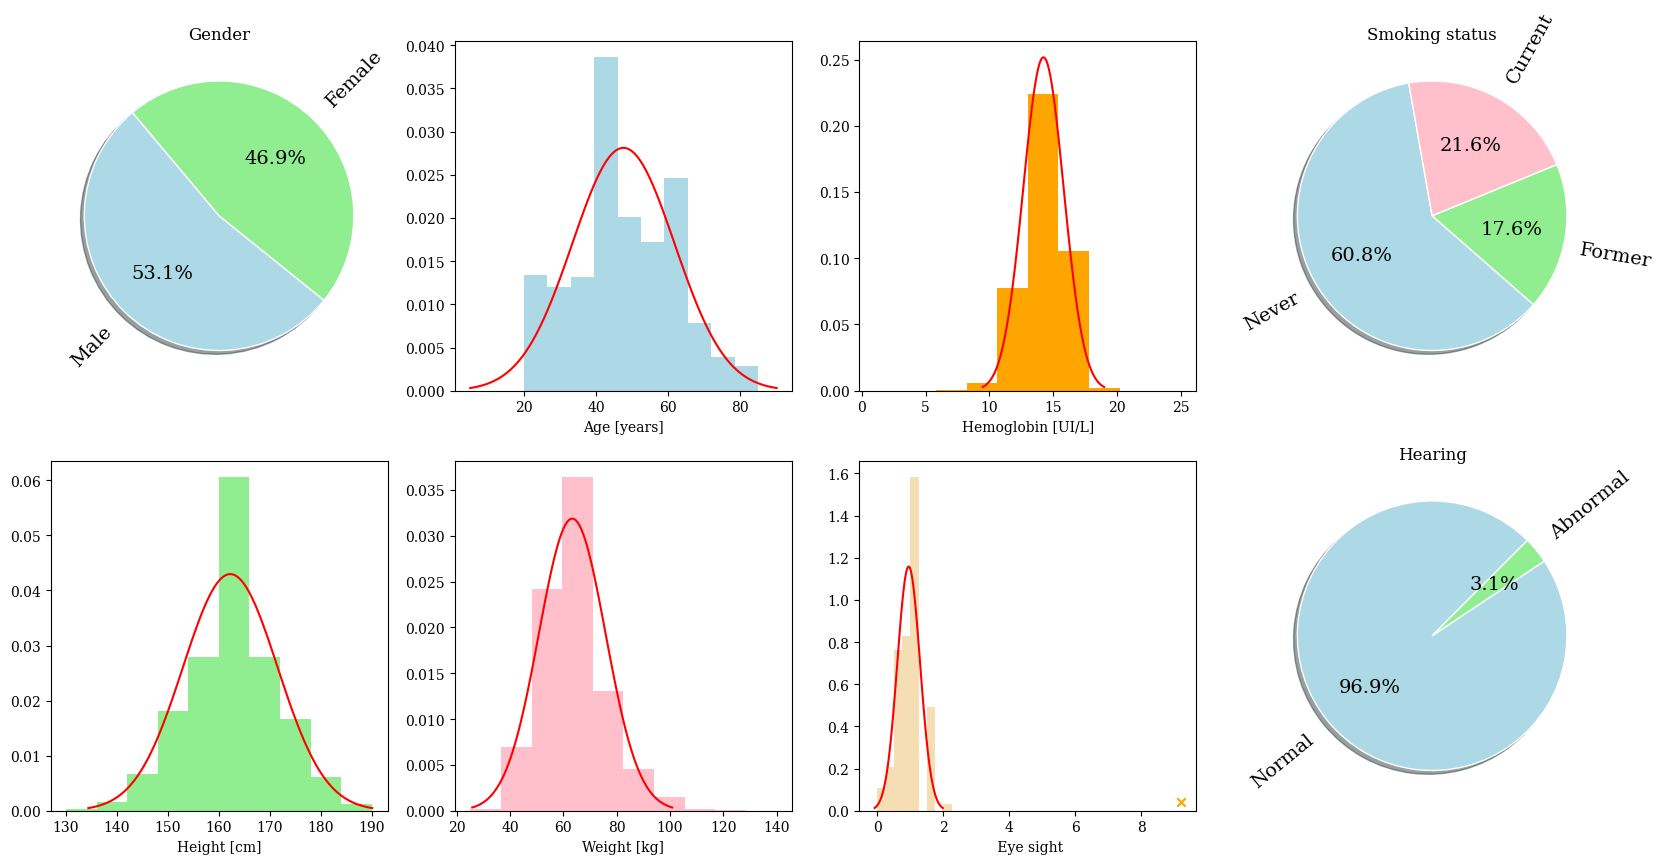 Gender
Female
46.9%
53.1%
Male
0.040
0.035
0.030
0.025
0.020
0.015
0.010
0.005
0.000
20 40 60 80
Age [years]
0.25
0.20
0.15
0.10
0.05
0.00
0 5 10 15 20 25
Hemoglobin [UI/L]
Smoking status
Current
21.6%
17.6%
Former
60.8%
Never
0.06
0.05
0.04
0.03
0.02
0.01
0.00
130 140 150 160 170 180 190
Height [cm]
0.035
0.030
0.025
0.020
0.015
0.010
0.005
0.000
20 40 60 80 100 120 140
Weight [kg]
1.6
1.4
1.2
1.0
0.8
0.6
0.4
0.2
0.0
0 2 4 6 8
Eye sight
Hearing
Abnormal
3.1%
96.9%
Normal